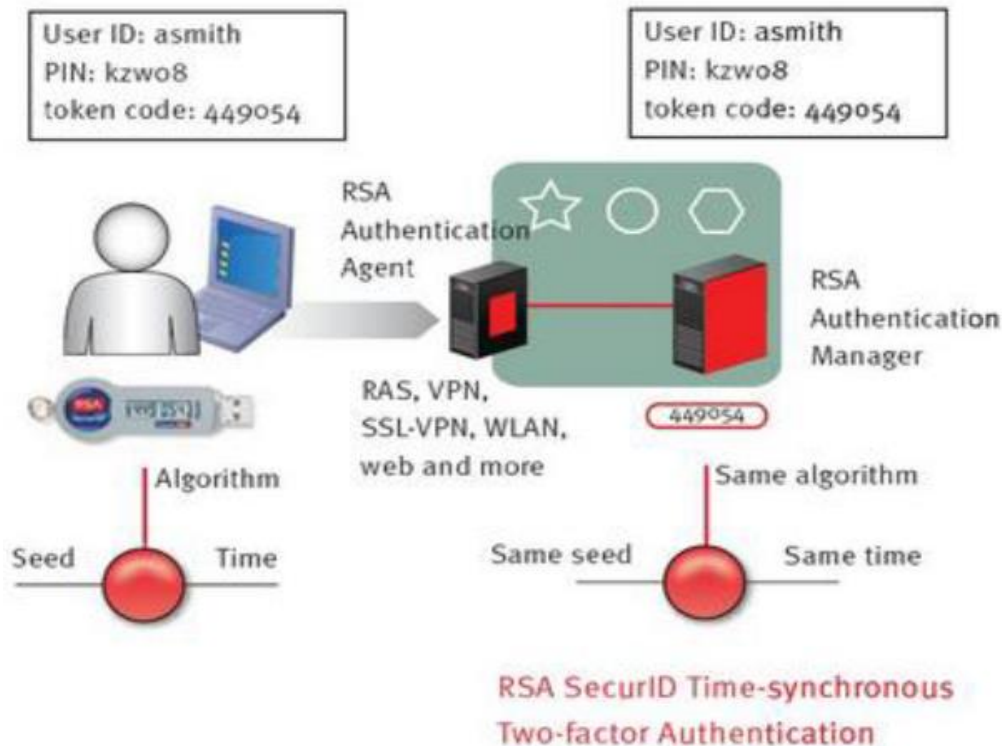 User ID: asmith
PIN: kzwo8
token code: 449054
User ID: asmith
PIN: kzwo8
token code: 449054
RSA
Authentication
Agent
RSA
Authentication
Manager
RSA
RAS, VPN,
SSL-VPN, WLAN,
web and more
449054
Algorithm
Seed
Time
Same algorithm
Same seed
Same time
RSA SecurID Time-synchronous
Two-factor Authentication